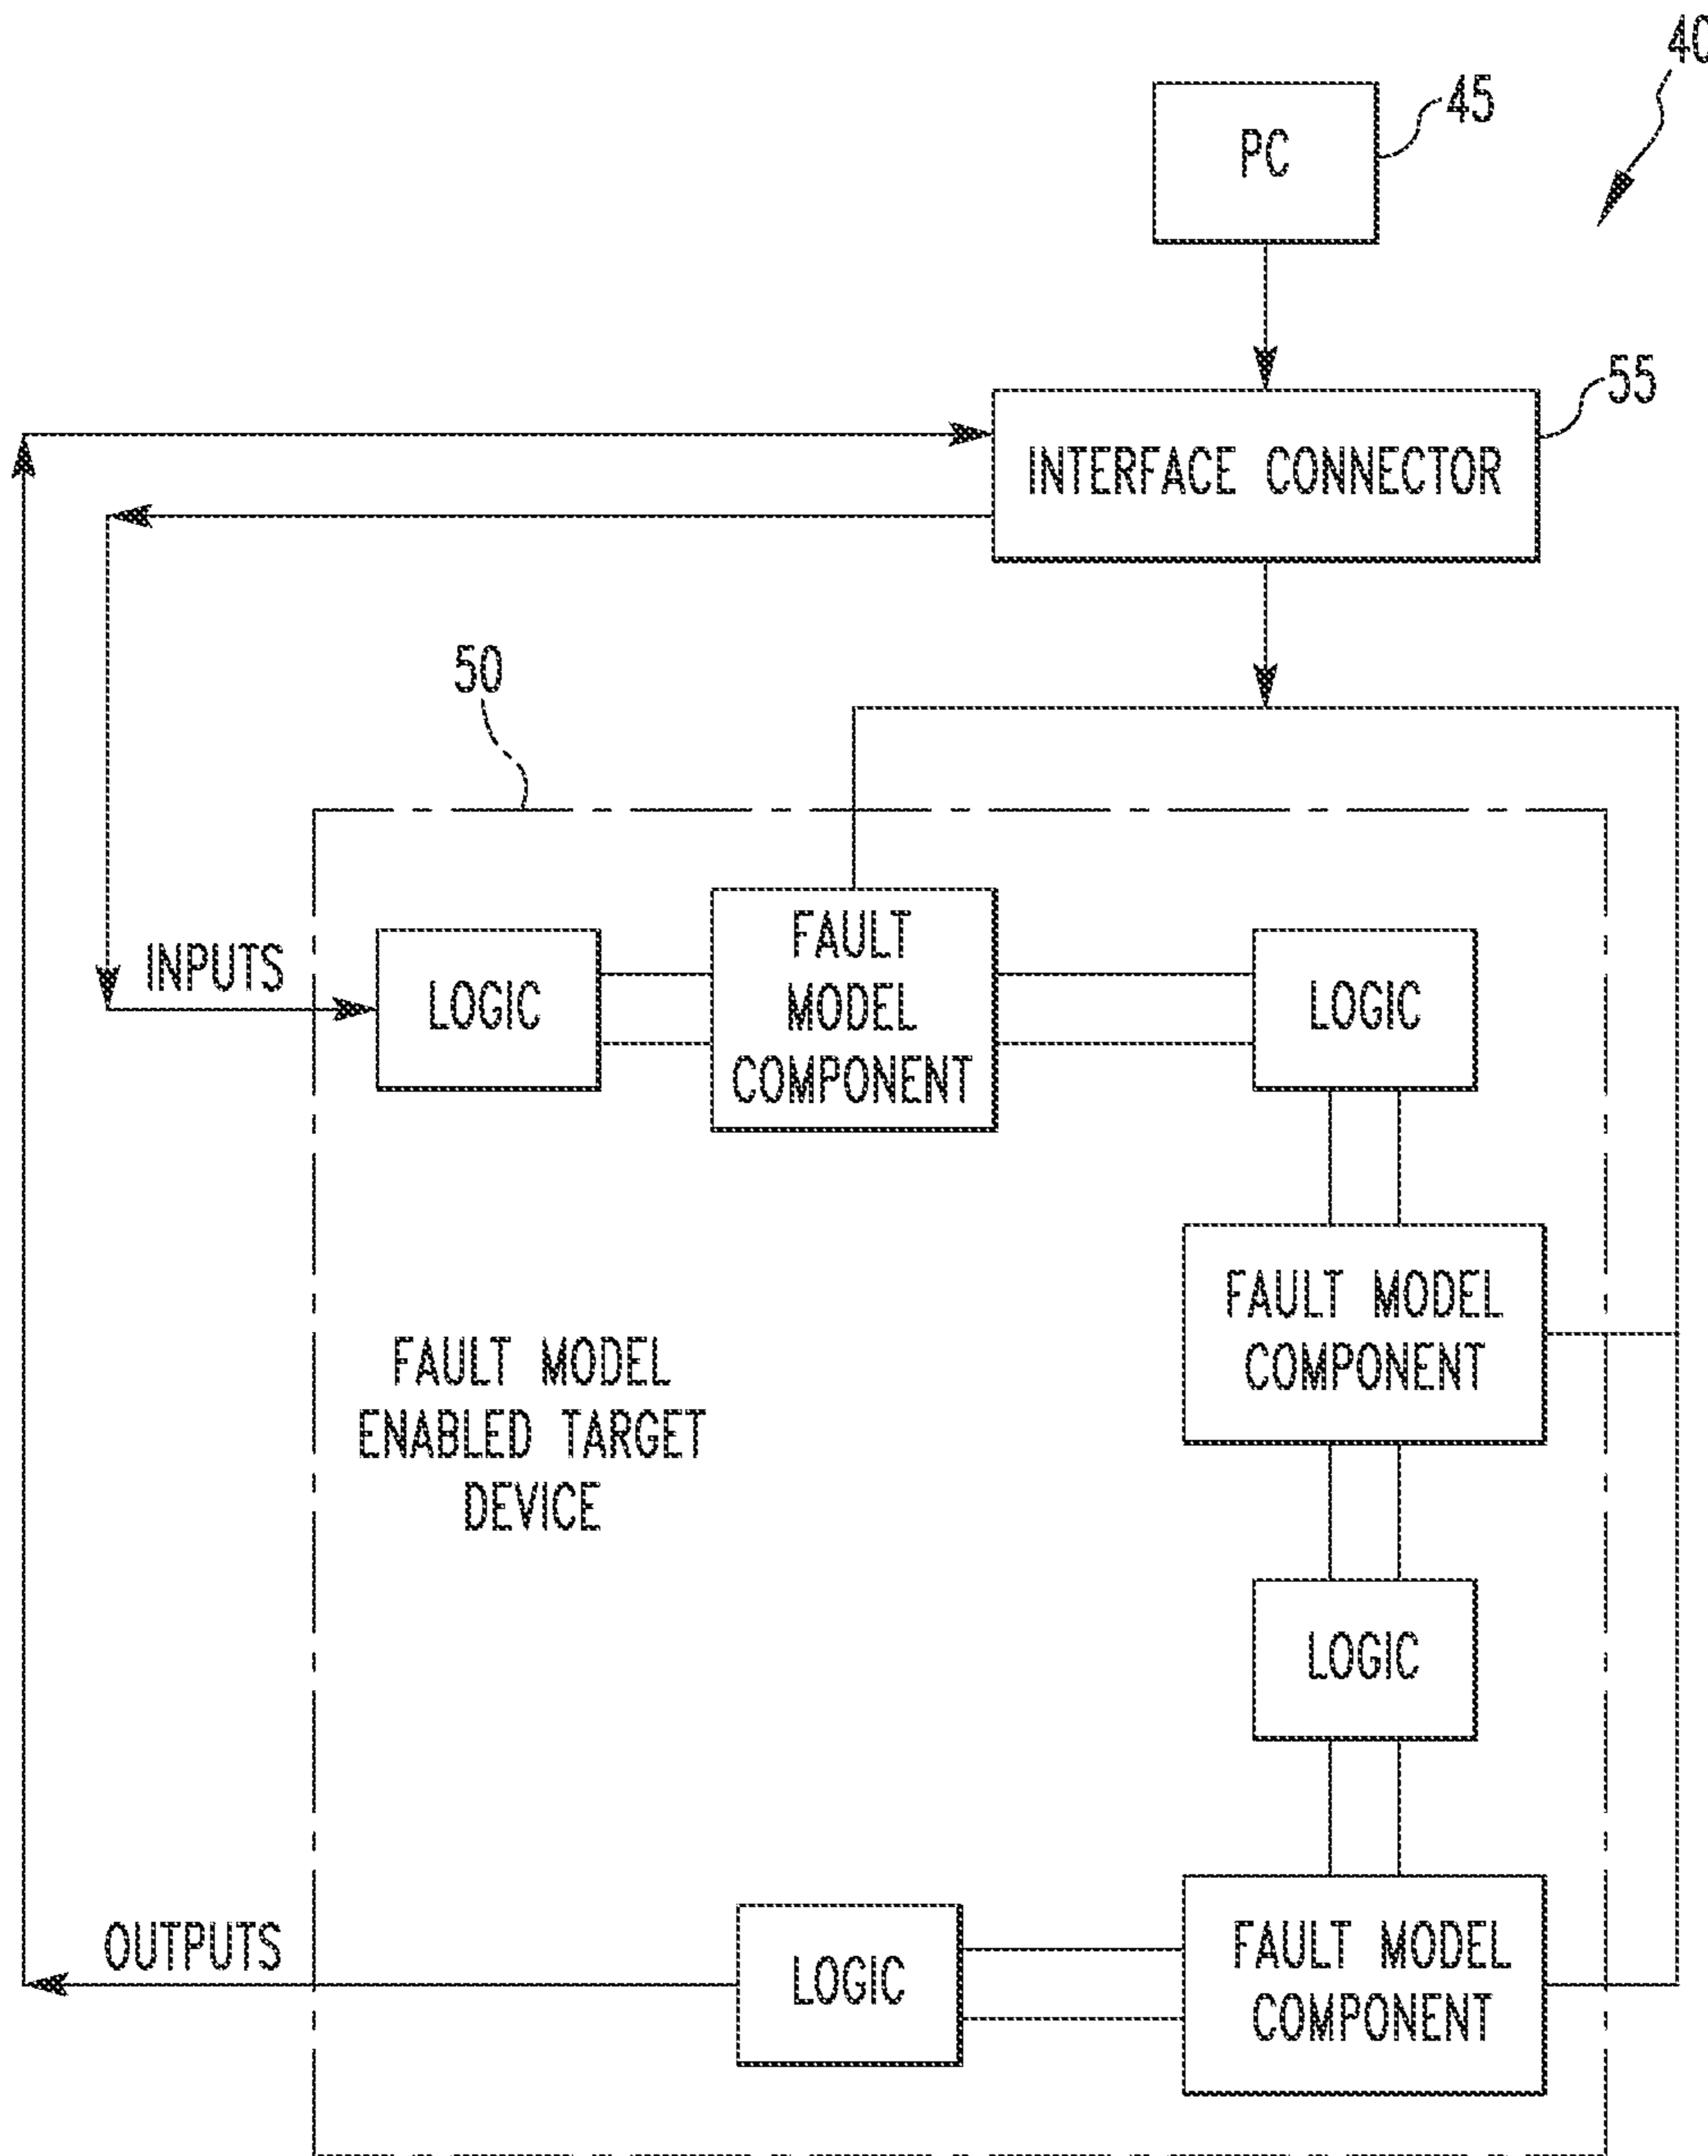 40
45
PC
55
INTERFACE CONNECTOR
50
INPUTS
LOGIC
FAULT
MODEL
COMPONENT
LOGIC
FAULT MODEL
COMPONENT
FAULT MODEL
ENABLED TARGET
DEVICE
LOGIC
OUTPUTS
LOGIC
FAULT MODEL
COMPONENT